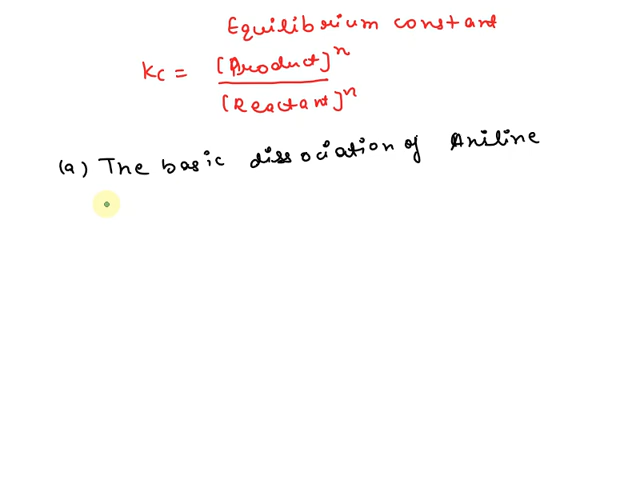 Equilibrium constant
Kc = [Product]^n / [Reactant]^n
(a) The basic dissociation of Aniline